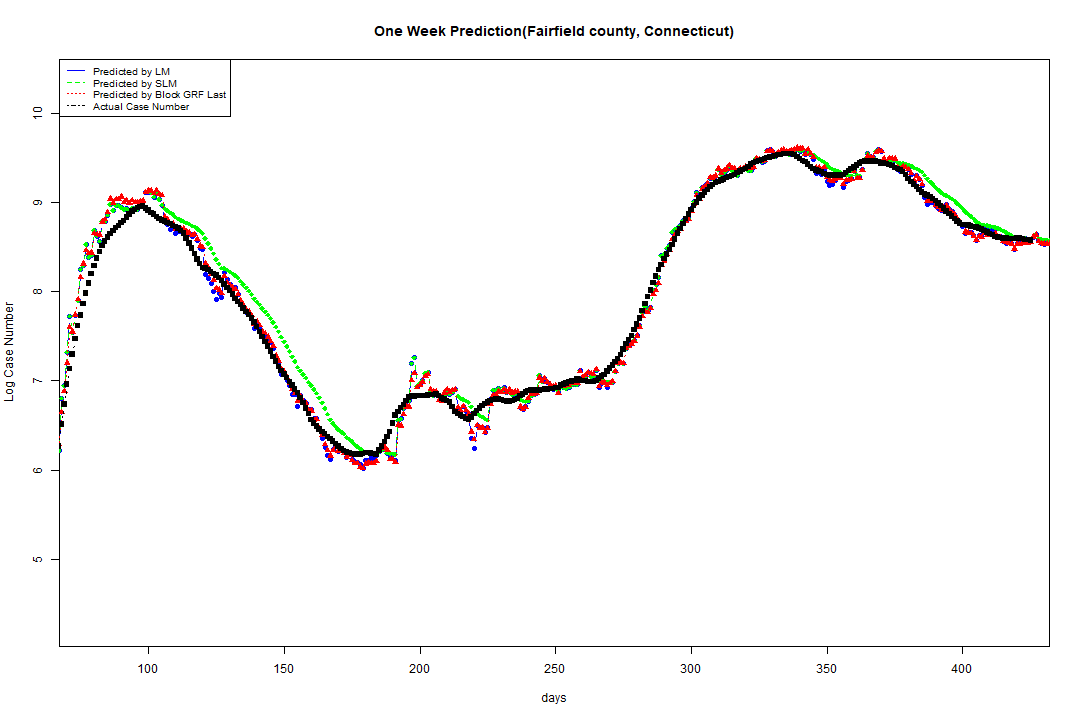 One Week Prediction(Fairfield county, Connecticut)
Predicted by LM
Predicted by SLM
Predicted by Block GRF Last
Actual Case Number
10
9
8
7
6
5
Log Case Number
100 150 200 250 300 350 400
days